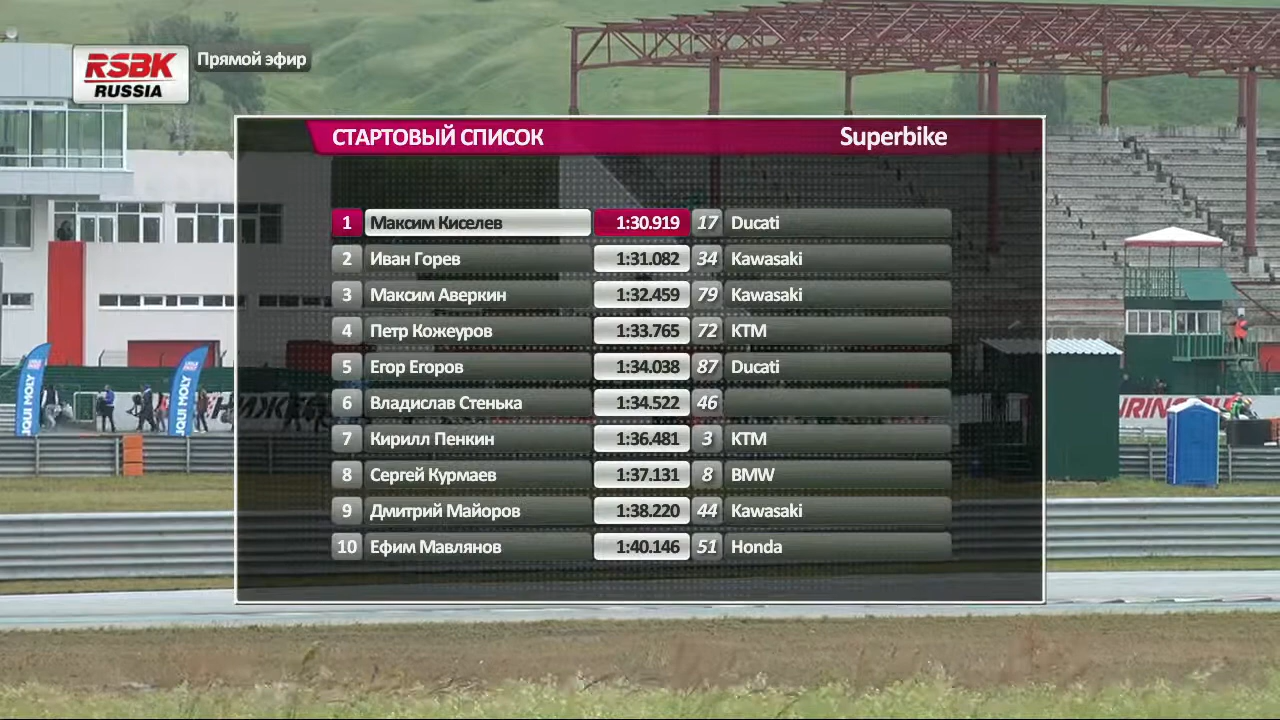 RSBK
RUSSIA
Прямой эфир
СТАРТОВЫЙ СПИСОК Superbike
1 Максим Киселев 1:30.919 17 Ducati
2 Иван Горев 1:31.082 34 Kawasaki
3 Максим Аверкин 1:32.459 79 Kawasaki
4 Петр Кожеуров 1:33.765 72 KTM
5 Егор Егоров 1:34.038 87 Ducati
6 Владислав Стенька 1:34.522 46
7 Кирилл Пенкин 1:36.481 3 KTM
8 Сергей Курмаев 1:37.131 8 BMW
9 Дмитрий Майоров 1:38.220 44 Kawasaki
10 Ефим Мавлянов 1:40.146 51 Honda
LIQUI MOLY
LIQUI MOLY